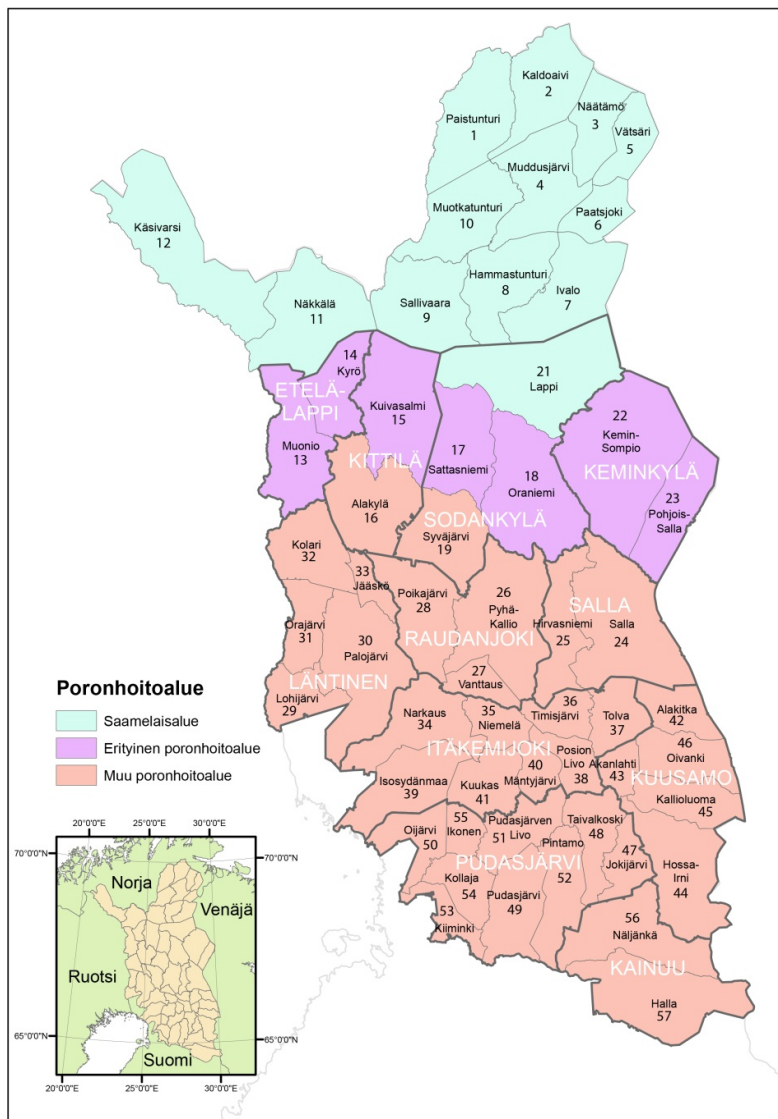 Kaldoaivi
2
Näätämö
3
Paistunturi
1
Vätsäri
5
Muddusjärvi
4
Muotkatunturi
10
Paatsjoki
6
Käsivarsi
12
Hammastunturi
8
Ivalo
7
Sallivaara
9
Näkkälä
11
14
Kyrö
21
Lappi
ETELÄ-
LAPPI
Kuivasalmi
15
22
Kemin-
Sompio
Muonio
13
17
Sattasniemi
KITTILÄ
18
Oraniemi
KEMINKYLÄ
23
Pohjois-
Salla
Alakylä
16
SODANKYLÄ
Syväjärvi
19
Kolari
32
33
Jääskö
Poikajärvi
28
26
Pyhä-
Kallio
SALLA
Hirvasniemi
25
Salla
24
Orajärvi
31
30
Palojärvi
RAUDANJOKI
27
Vanttaus
LÄNTINEN
Lohijärvi
29
Poronhoitoalue
Saamelaisalue
Erityinen poronhoitoalue
Muu poronhoitoalue
Narkaus
34
35
Niemelä
36
Timisjärvi
Tolva
37
Alakitka
42
ITÄKEMIJOKI
46
Oivanki
40
Mäntyjärvi
Posion
Livo
38
Akanlahti
43
KUUSAMO
Isosydänmaa
39
Kuukas
41
Kallioluoma
45
55
Ikonen
Pudasjärven
51 Livo
Taivalkoski
48
Oijärvi
50
Pintamo
52
47
Jokijärvi
PUDASJÄRVI
Hossa-
Irni
44
Kollaja
54
Pudasjärvi
49
53
Kiiminki
56
Näljänkä
KAINUU
Halla
57
20°0'0"E
25°0'0"E
30°0'0"E
70°0'0"N
70°0'0"N
Norja
Venäjä
Ruotsi
65°0'0"N
65°0'0"N
Suomi
20°0'0"E
25°0'0"E
30°0'0"E